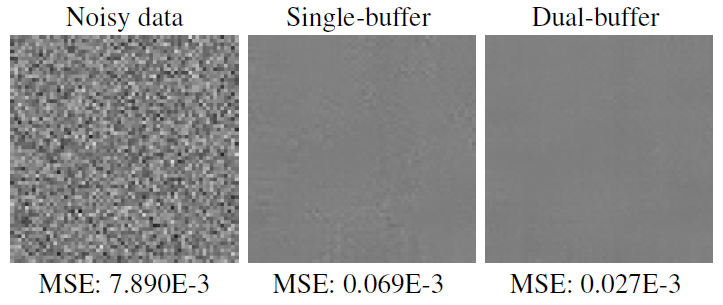 Noisy data Single-buffer Dual-buffer
MSE: 7.890E-3 MSE: 0.069E-3 MSE: 0.027E-3